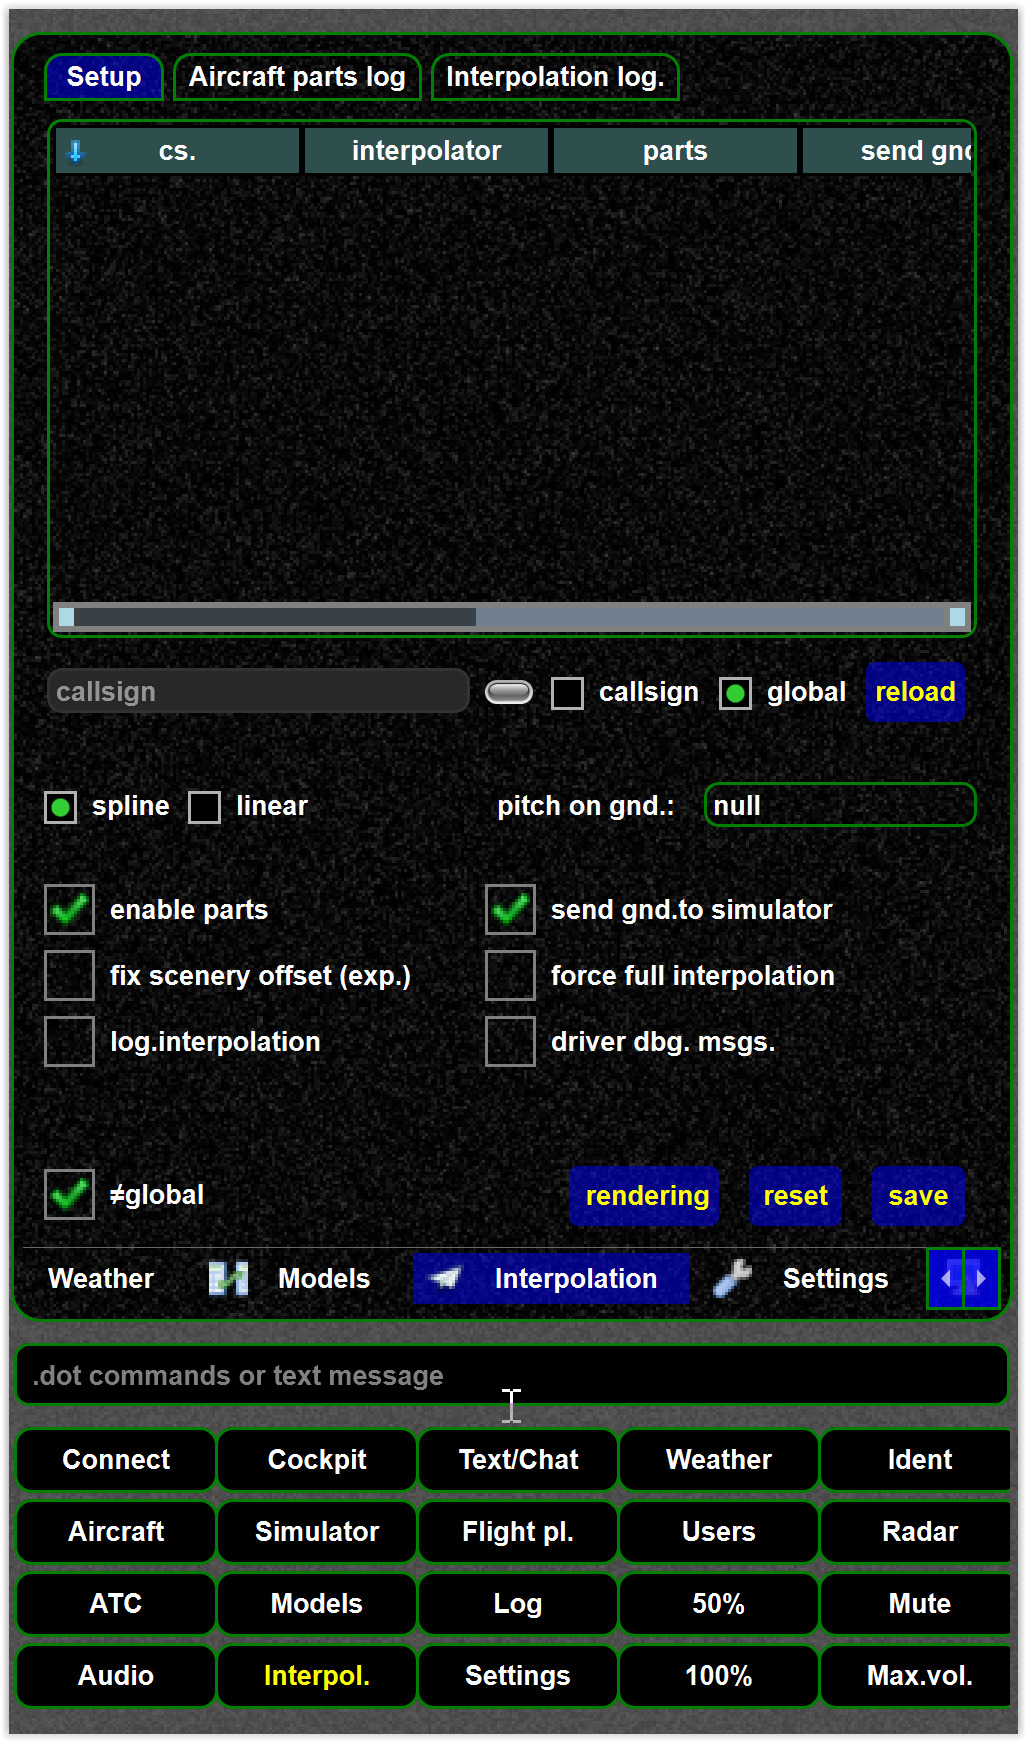 Setup Aircraft parts log Interpolation log.
cs. interpolator parts send gnd
callsign callsign global reload
spline linear pitch on gnd.: null
enable parts send gnd.to simulator
fix scenery offset (exp.) force full interpolation
log.interpolation driver dbg. msgs.
≠global rendering reset save
Weather Models Interpolation Settings
.dot commands or text message
Connect Cockpit Text/Chat Weather Ident
Aircraft Simulator Flight pl. Users Radar
ATC Models Log 50% Mute
Audio Interpol. Settings 100% Max.vol.